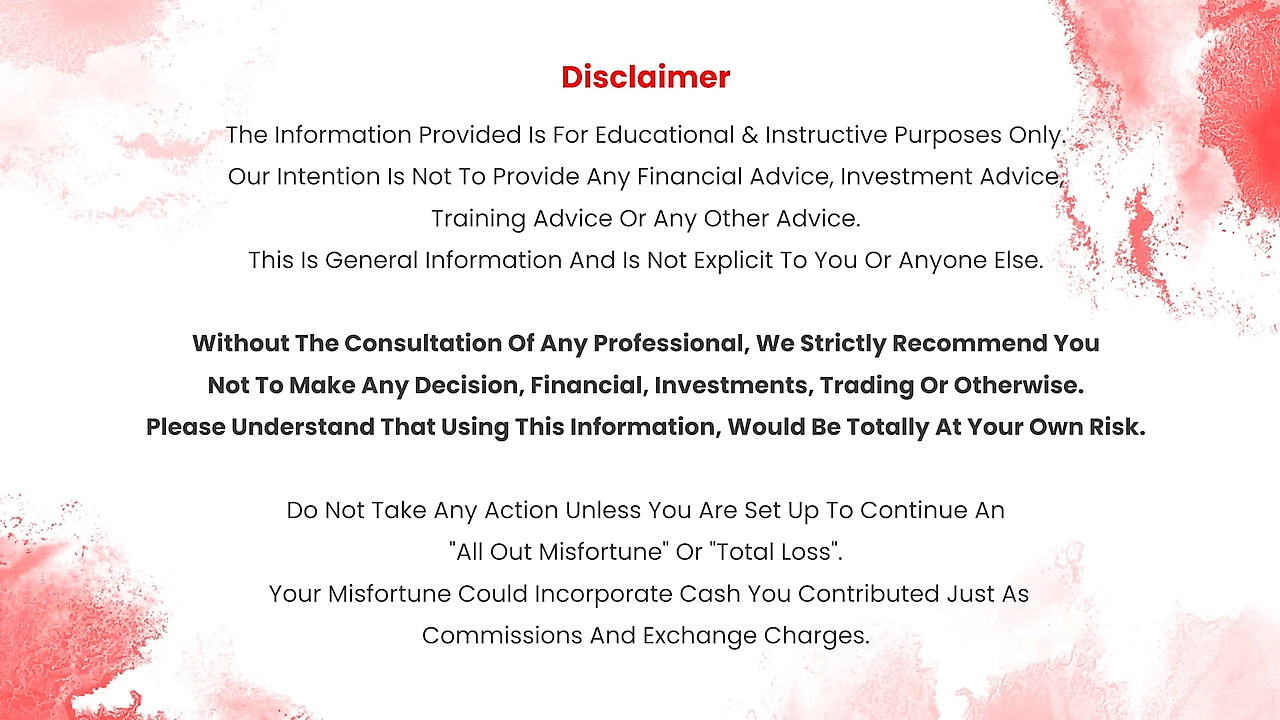 Disclaimer
The Information Provided Is For Educational & Instructive Purposes Only.
Our Intention Is Not To Provide Any Financial Advice, Investment Advice,
Training Advice Or Any Other Advice.
This Is General Information And Is Not Explicit To You Or Anyone Else.
Without The Consultation Of Any Professional, We Strictly Recommend You
Not To Make Any Decision, Financial, Investments, Trading Or Otherwise.
Please Understand That Using This Information, Would Be Totally At Your Own Risk.
Do Not Take Any Action Unless You Are Set Up To Continue An
"All Out Misfortune" Or "Total Loss".
Your Misfortune Could Incorporate Cash You Contributed Just As
Commissions And Exchange Charges.